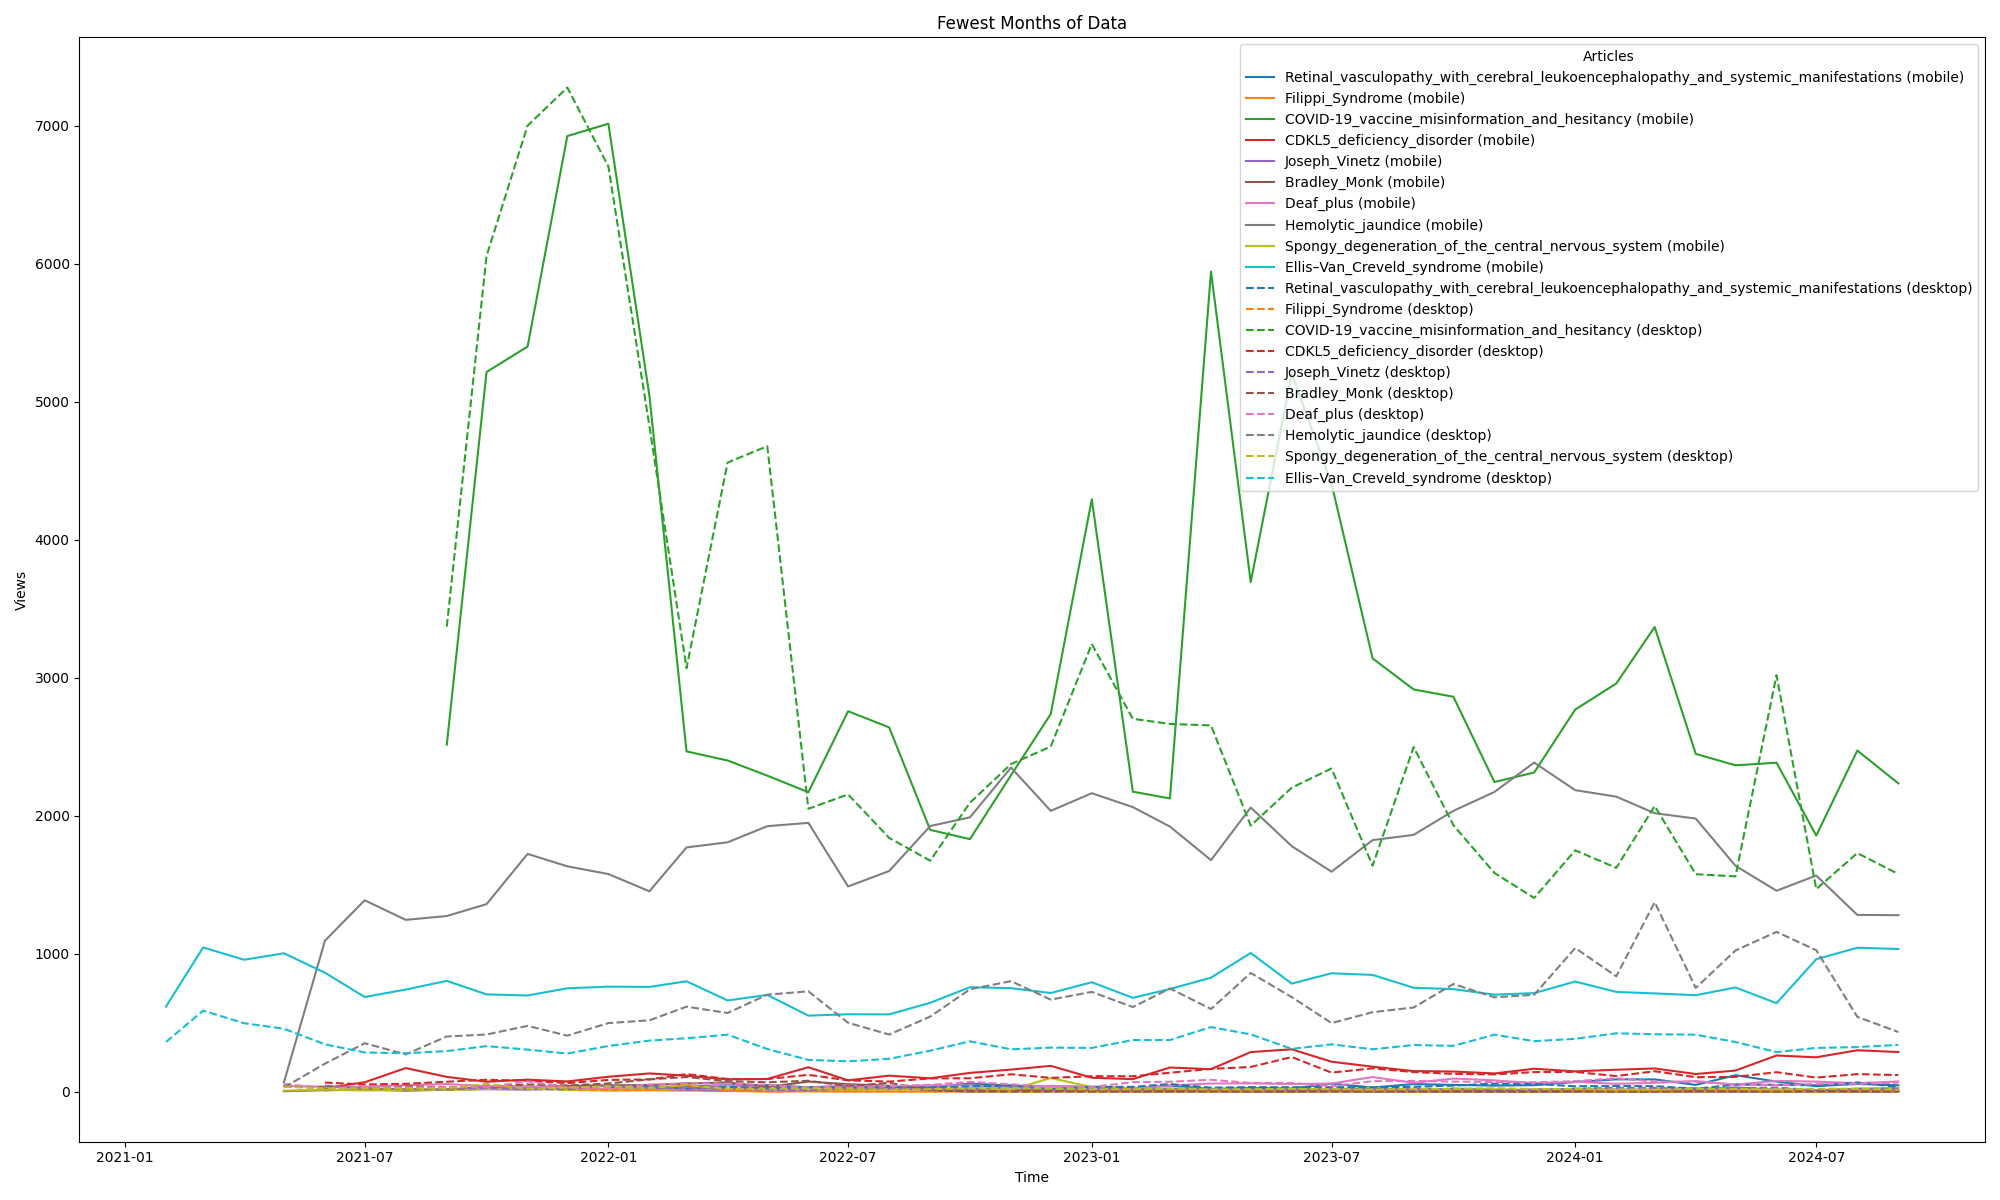 Fewest Months of Data
Articles
Retinal_vasculopathy_with_cerebral_leukoencephalopathy_and_systemic_manifestations (mobile)
Filippi_Syndrome (mobile)
COVID-19_vaccine_misinformation_and_hesitancy (mobile)
CDKL5_deficiency_disorder (mobile)
Joseph_Vinetz (mobile)
Bradley_Monk (mobile)
Deaf_plus (mobile)
Hemolytic_jaundice (mobile)
Spongy_degeneration_of_the_central_nervous_system (mobile)
Ellis–Van_Creveld_syndrome (mobile)
Retinal_vasculopathy_with_cerebral_leukoencephalopathy_and_systemic_manifestations (desktop)
Filippi_Syndrome (desktop)
COVID-19_vaccine_misinformation_and_hesitancy (desktop)
CDKL5_deficiency_disorder (desktop)
Joseph_Vinetz (desktop)
Bradley_Monk (desktop)
Deaf_plus (desktop)
Hemolytic_jaundice (desktop)
Spongy_degeneration_of_the_central_nervous_system (desktop)
Ellis–Van_Creveld_syndrome (desktop)
7000
6000
5000
4000
3000
2000
1000
0
Views
2021-01
2021-07
2022-01
2022-07
2023-01
2023-07
2024-01
2024-07
Time